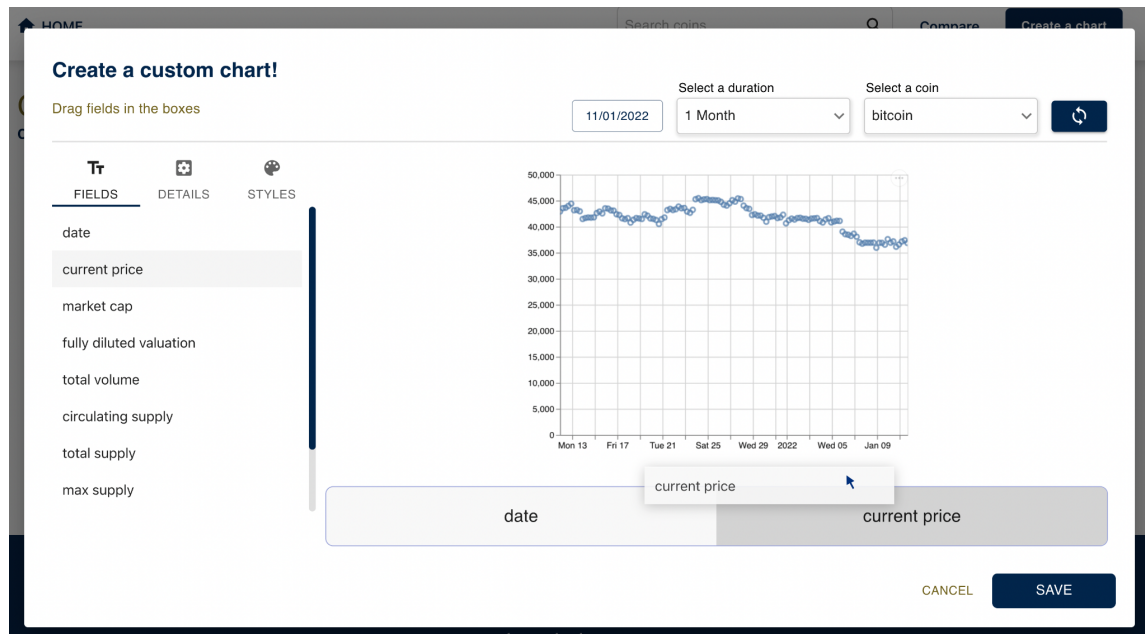 HOME
Search coins
Compare
Create a chart
Create a custom chart!
Drag fields in the boxes
Select a duration
Select a coin
11/01/2022
1 Month
bitcoin
FIELDS
DETAILS
STYLES
date
current price
market cap
fully diluted valuation
total volume
circulating supply
total supply
max supply
50,000
45,000
40,000
35,000
30,000
25,000
20,000
15,000
10,000
5,000
0
Mon 13 Fri 17 Tue 21 Sat 25 Wed 29 2022 Wed 05 Jan 09
current price
date
current price
CANCEL
SAVE